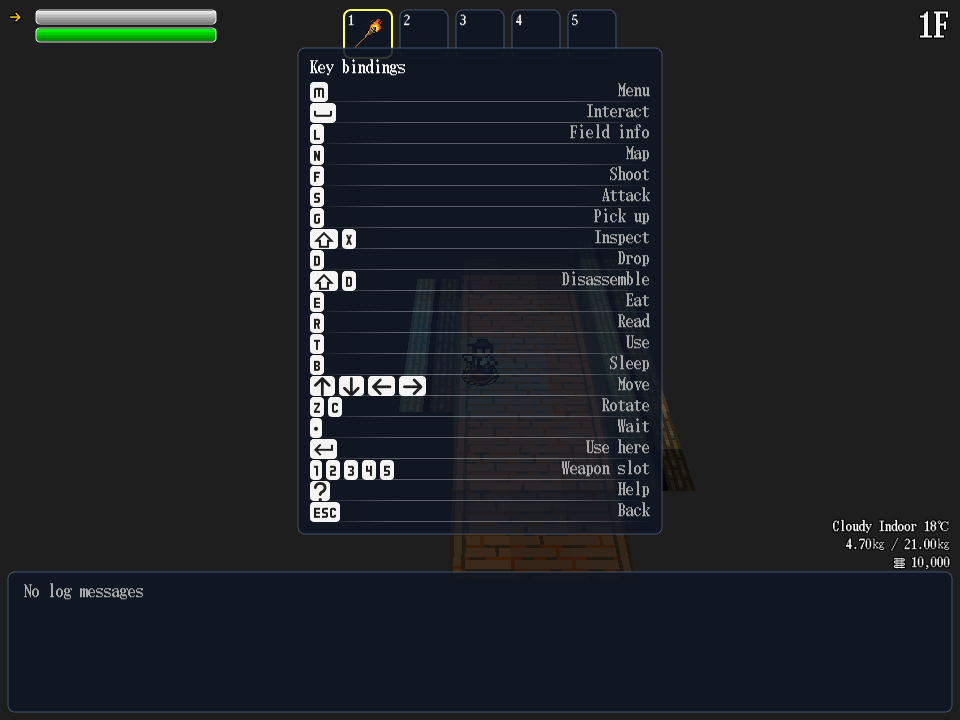 1 2 3 4 5
1F
Key bindings
m Menu
Interact
L Field info
N Map
F Shoot
S Attack
G Pick up
X Inspect
D Drop
D Disassemble
E Eat
R Read
T Use
B Sleep
Move
Z C Rotate
. Wait
Use here
1 2 3 4 5 Weapon slot
? Help
ESC Back
Cloudy Indoor 18℃
4.70kg / 21.00kg
10,000
No log messages